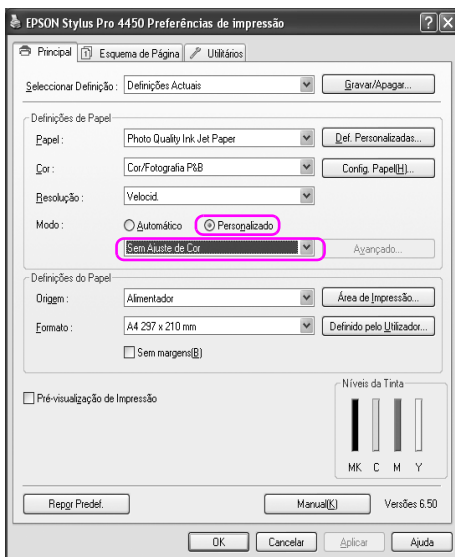 EPSON Stylus Pro 4450 Preferências de impressão
Principal Esquema de Página Utilitários
Seleccionar Definição : Definições Actuais Gravar/Apagar...
Definições de Papel
Papel : Photo Quality Ink Jet Paper Def. Personalizadas...
Cor : Cor/Fotografia P&B Config. Papel(H)...
Resolução : Velocid.
Modo : Automático Personalizado
Sem Ajuste de Cor Avançado...
Definições do Papel
Origem : Alimentador Área de Impressão...
Formato : A4 297 x 210 mm Definido pelo Utilizador...
Sem margens(B)
Pré-visualização de Impressão
Níveis da Tinta
MK C M Y
Repor Predef. Manual(K) Versões 6.50
OK Cancelar Aplicar Ajuda